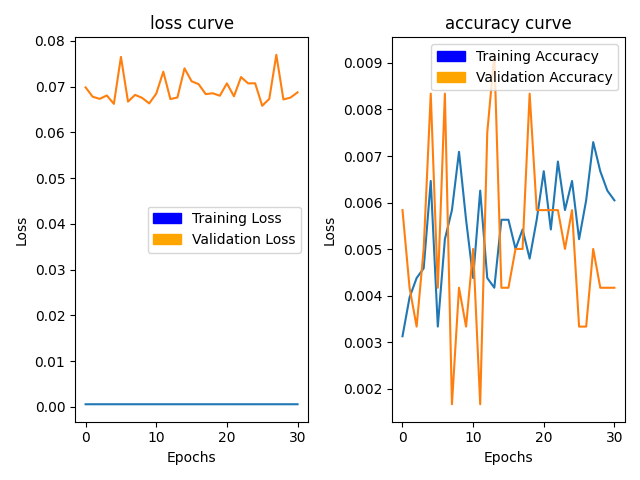 loss curve
0.08
0.07
0.06
0.05
0.04
0.03
0.02
0.01
0.00
Loss
Training Loss
Validation Loss
0 10 20 30
Epochs
accuracy curve
0.009
0.008
0.007
0.006
0.005
0.004
0.003
0.002
Loss
Training Accuracy
Validation Accuracy
0 10 20 30
Epochs